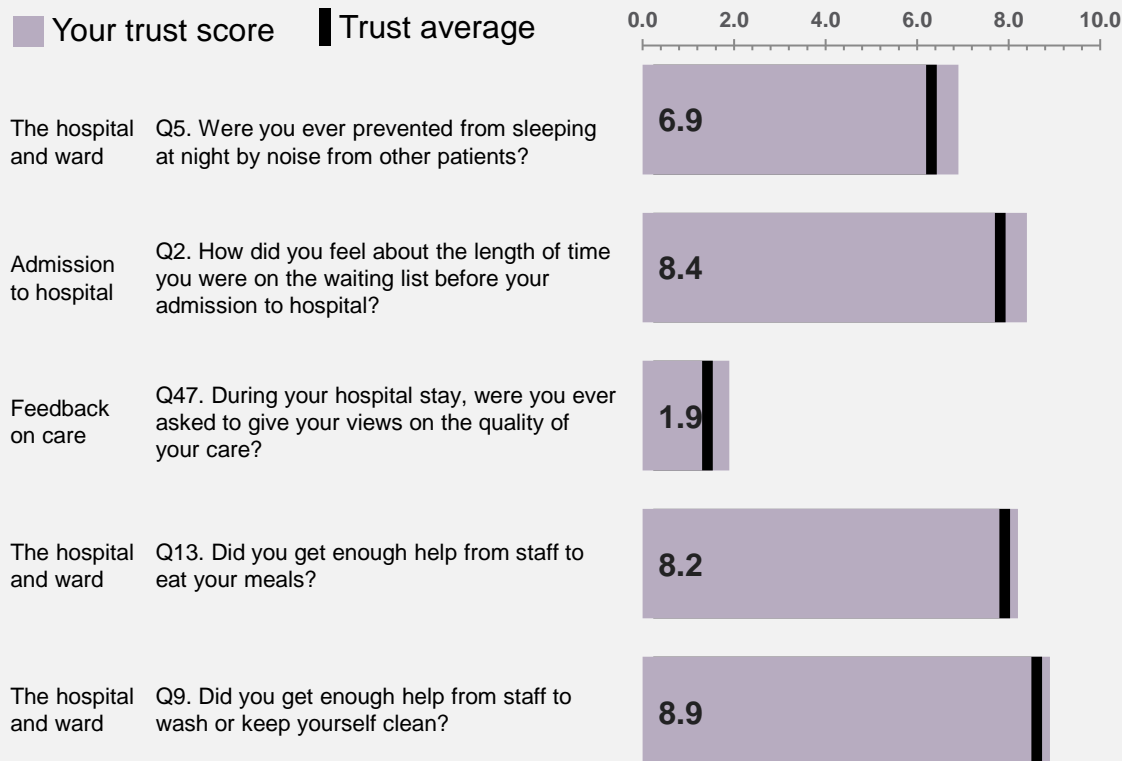 Your trust score
Trust average
0.0 2.0 4.0 6.0 8.0 10.0
The hospital
and ward
Q5. Were you ever prevented from sleeping
at night by noise from other patients?
6.9
Admission
to hospital
Q2. How did you feel about the length of time
you were on the waiting list before your
admission to hospital?
8.4
Feedback
on care
Q47. During your hospital stay, were you ever
asked to give your views on the quality of
your care?
1.9
The hospital
and ward
Q13. Did you get enough help from staff to
eat your meals?
8.2
The hospital
and ward
Q9. Did you get enough help from staff to
wash or keep yourself clean?
8.9